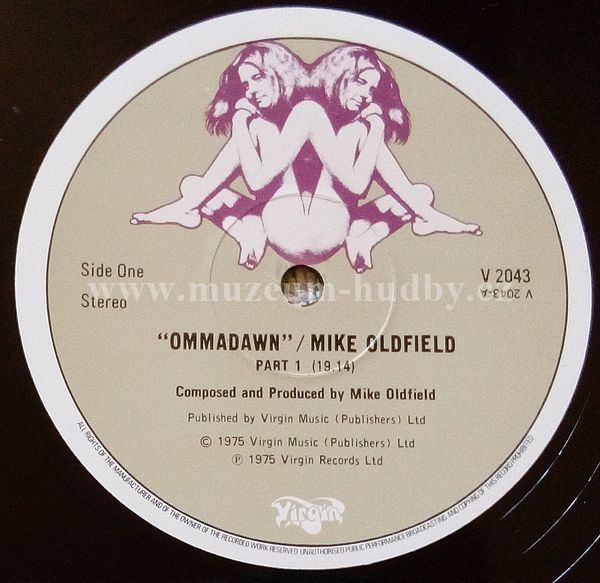 Side One
Stereo
V 2043
V 2043-A
www.muzeum-hudby.cz
"OMMADAWN"/MIKE OLDFIELD
PART 1 (19.14)
Composed and Produced by Mike Oldfield
Published by Virgin Music (Publishers) Ltd
© 1975 Virgin Music (Publishers) Ltd
℗ 1975 Virgin Records Ltd
Virgin
ALL RIGHTS OF THE MANUFACTURER AND OF THE OWNER OF THE RECORDED WORK RESERVED UNAUTHORISED PUBLIC PERFORMANCE BROADCASTING AND COPYING OF THIS RECORD PROHIBITED